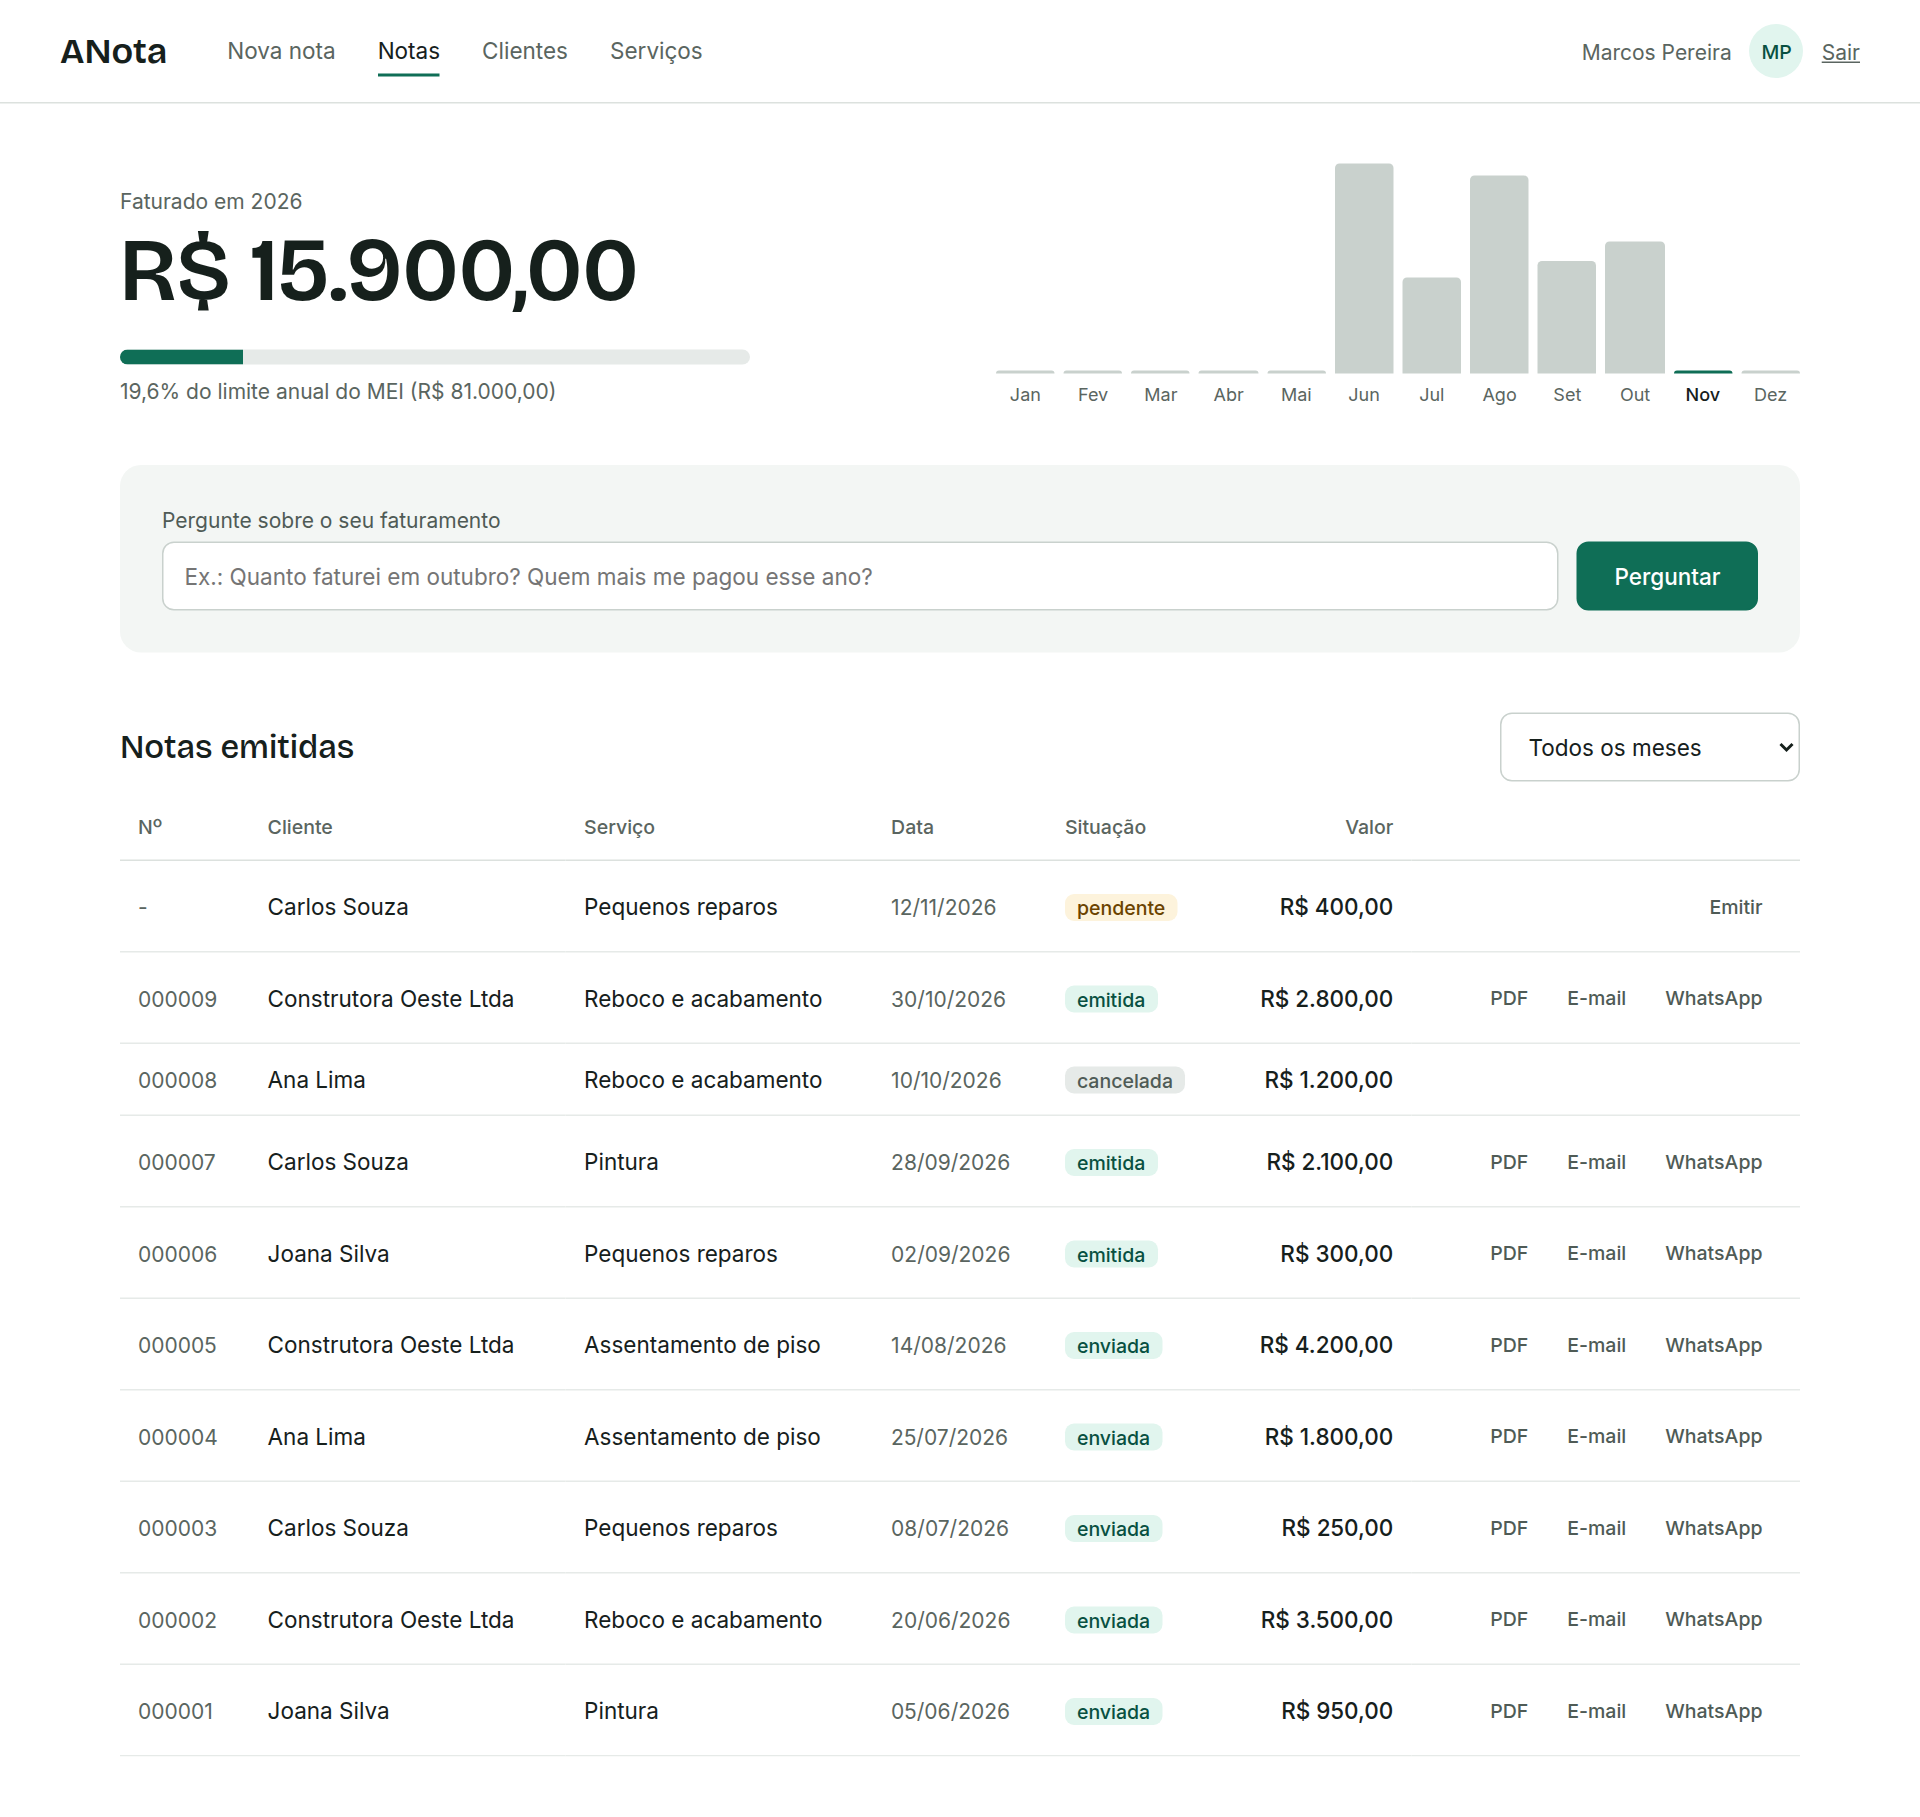 ANota Nova nota Notas Clientes Serviços Marcos Pereira MP Sair
Faturado em 2026
R$ 15.900,00
19,6% do limite anual do MEI (R$ 81.000,00)
Jan Fev Mar Abr Mai Jun Jul Ago Set Out Nov Dez
Pergunte sobre o seu faturamento
Ex.: Quanto faturei em outubro? Quem mais me pagou esse ano? Perguntar
Notas emitidas Todos os meses
Nº Cliente Serviço Data Situação Valor
- Carlos Souza Pequenos reparos 12/11/2026 pendente R$ 400,00 Emitir
000009 Construtora Oeste Ltda Reboco e acabamento 30/10/2026 emitida R$ 2.800,00 PDF E-mail WhatsApp
000008 Ana Lima Reboco e acabamento 10/10/2026 cancelada R$ 1.200,00
000007 Carlos Souza Pintura 28/09/2026 emitida R$ 2.100,00 PDF E-mail WhatsApp
000006 Joana Silva Pequenos reparos 02/09/2026 emitida R$ 300,00 PDF E-mail WhatsApp
000005 Construtora Oeste Ltda Assentamento de piso 14/08/2026 enviada R$ 4.200,00 PDF E-mail WhatsApp
000004 Ana Lima Assentamento de piso 25/07/2026 enviada R$ 1.800,00 PDF E-mail WhatsApp
000003 Carlos Souza Pequenos reparos 08/07/2026 enviada R$ 250,00 PDF E-mail WhatsApp
000002 Construtora Oeste Ltda Reboco e acabamento 20/06/2026 enviada R$ 3.500,00 PDF E-mail WhatsApp
000001 Joana Silva Pintura 05/06/2026 enviada R$ 950,00 PDF E-mail WhatsApp